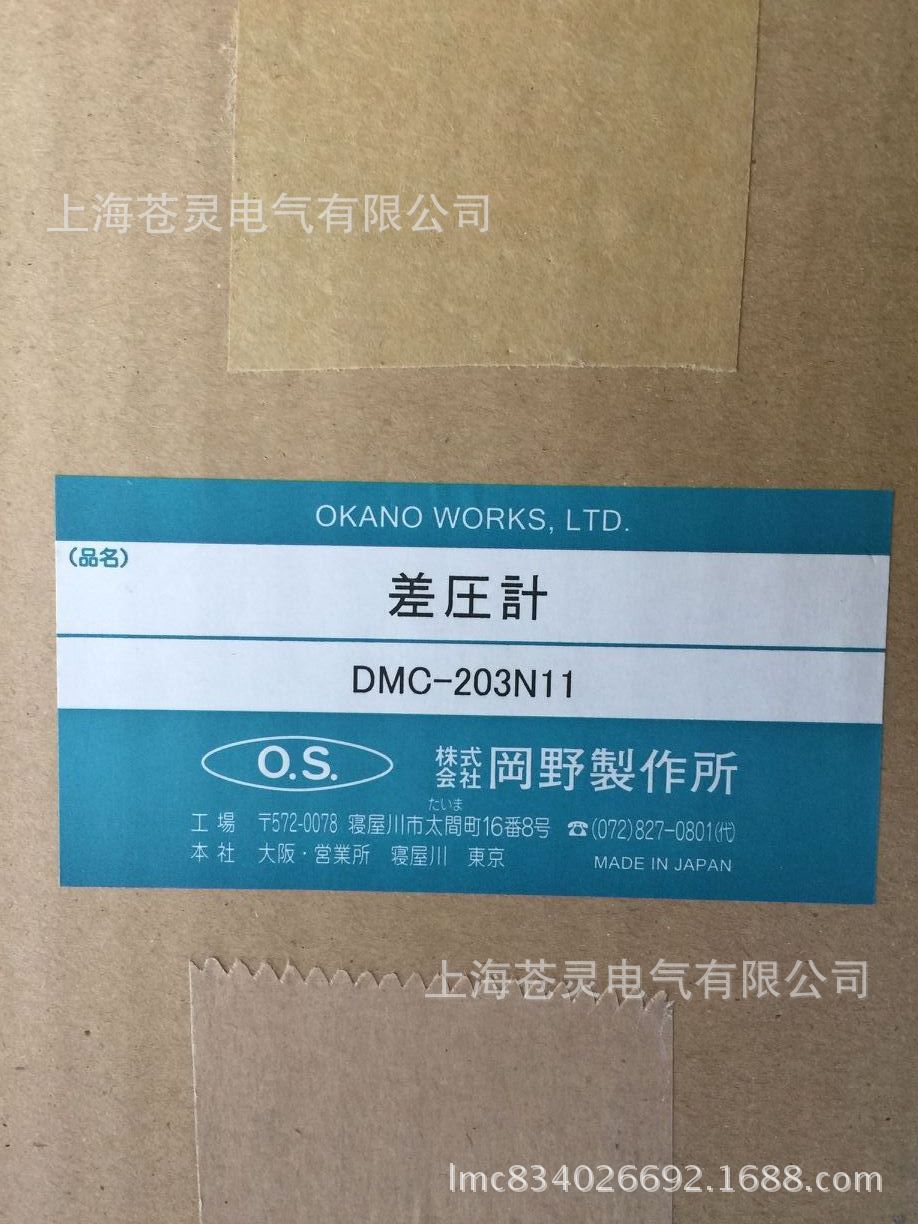 上海苍灵电气有限公司
OKANO WORKS, LTD.
(品名)
差圧計
DMC-203N11
O.S.
株式会社 岡野製作所
たいま
工場 〒572-0078 寝屋川市太間町16番8号 ☎(072)827-0801(代)
本社 大阪・営業所 寝屋川 東京
MADE IN JAPAN
上海苍灵电气有限公司
lmc834026692.1688.com